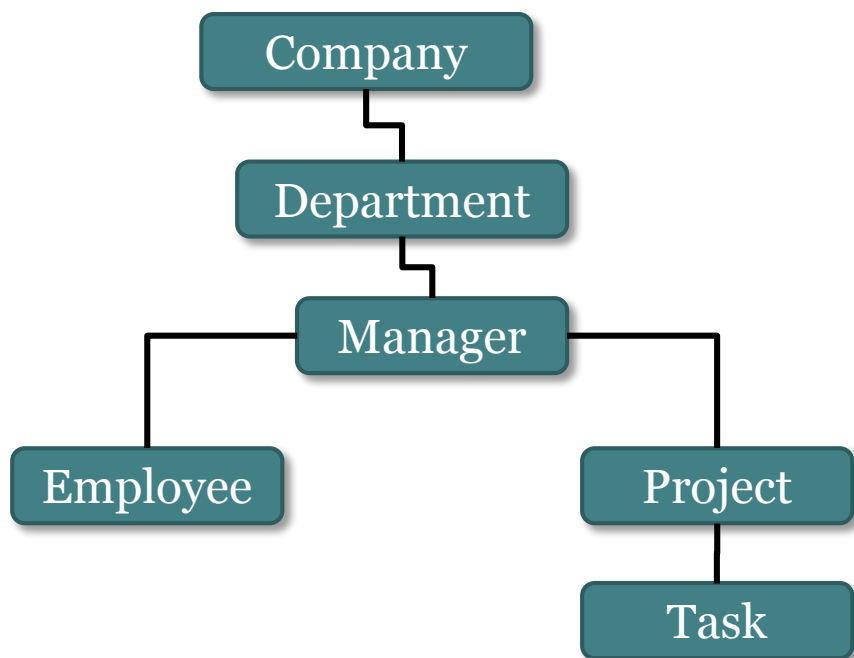 Company
Department
Manager
Employee
Project
Task